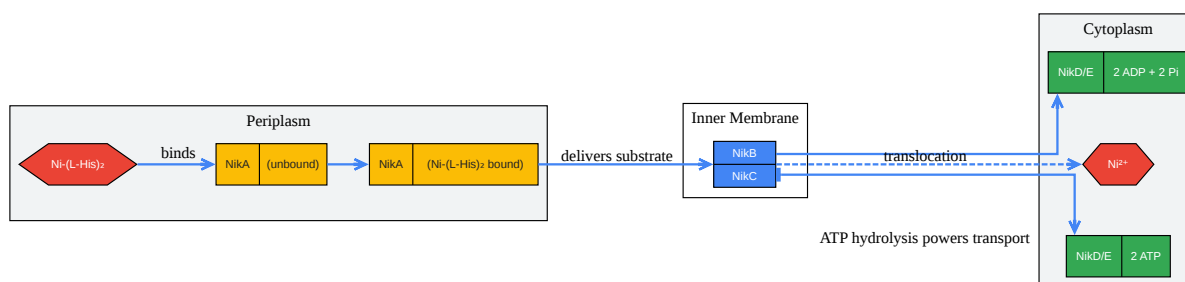 Periplasm
Ni-(L-His)₂
binds
NikA
(unbound)
NikA
(Ni-(L-His)₂ bound)
delivers substrate
Inner Membrane
NikB
NikC
translocation
ATP hydrolysis powers transport
Cytoplasm
NikD/E
2 ADP + 2 Pi
Ni²⁺
NikD/E
2 ATP